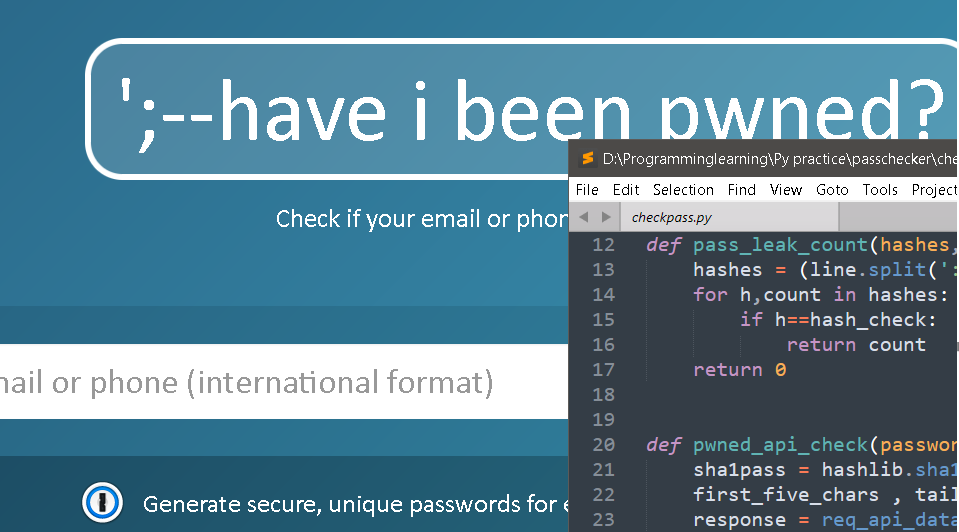 ';--have i been pwned?
Check if your email or phon
mail or phone (international format)
Generate secure, unique passwords for e
D:\Programminglearning\Py practice\passchecker\che
File Edit Selection Find View Goto Tools Project
checkpass.py
12 def pass_leak_count(hashes,
13 hashes = (line.split(':
14 for h,count in hashes:
15 if h==hash_check:
16 return count
17 return 0
18
19
20 def pwned_api_check(passwor
21 sha1pass = hashlib.sha1
22 first_five_chars , tail
23 response = req_api_data